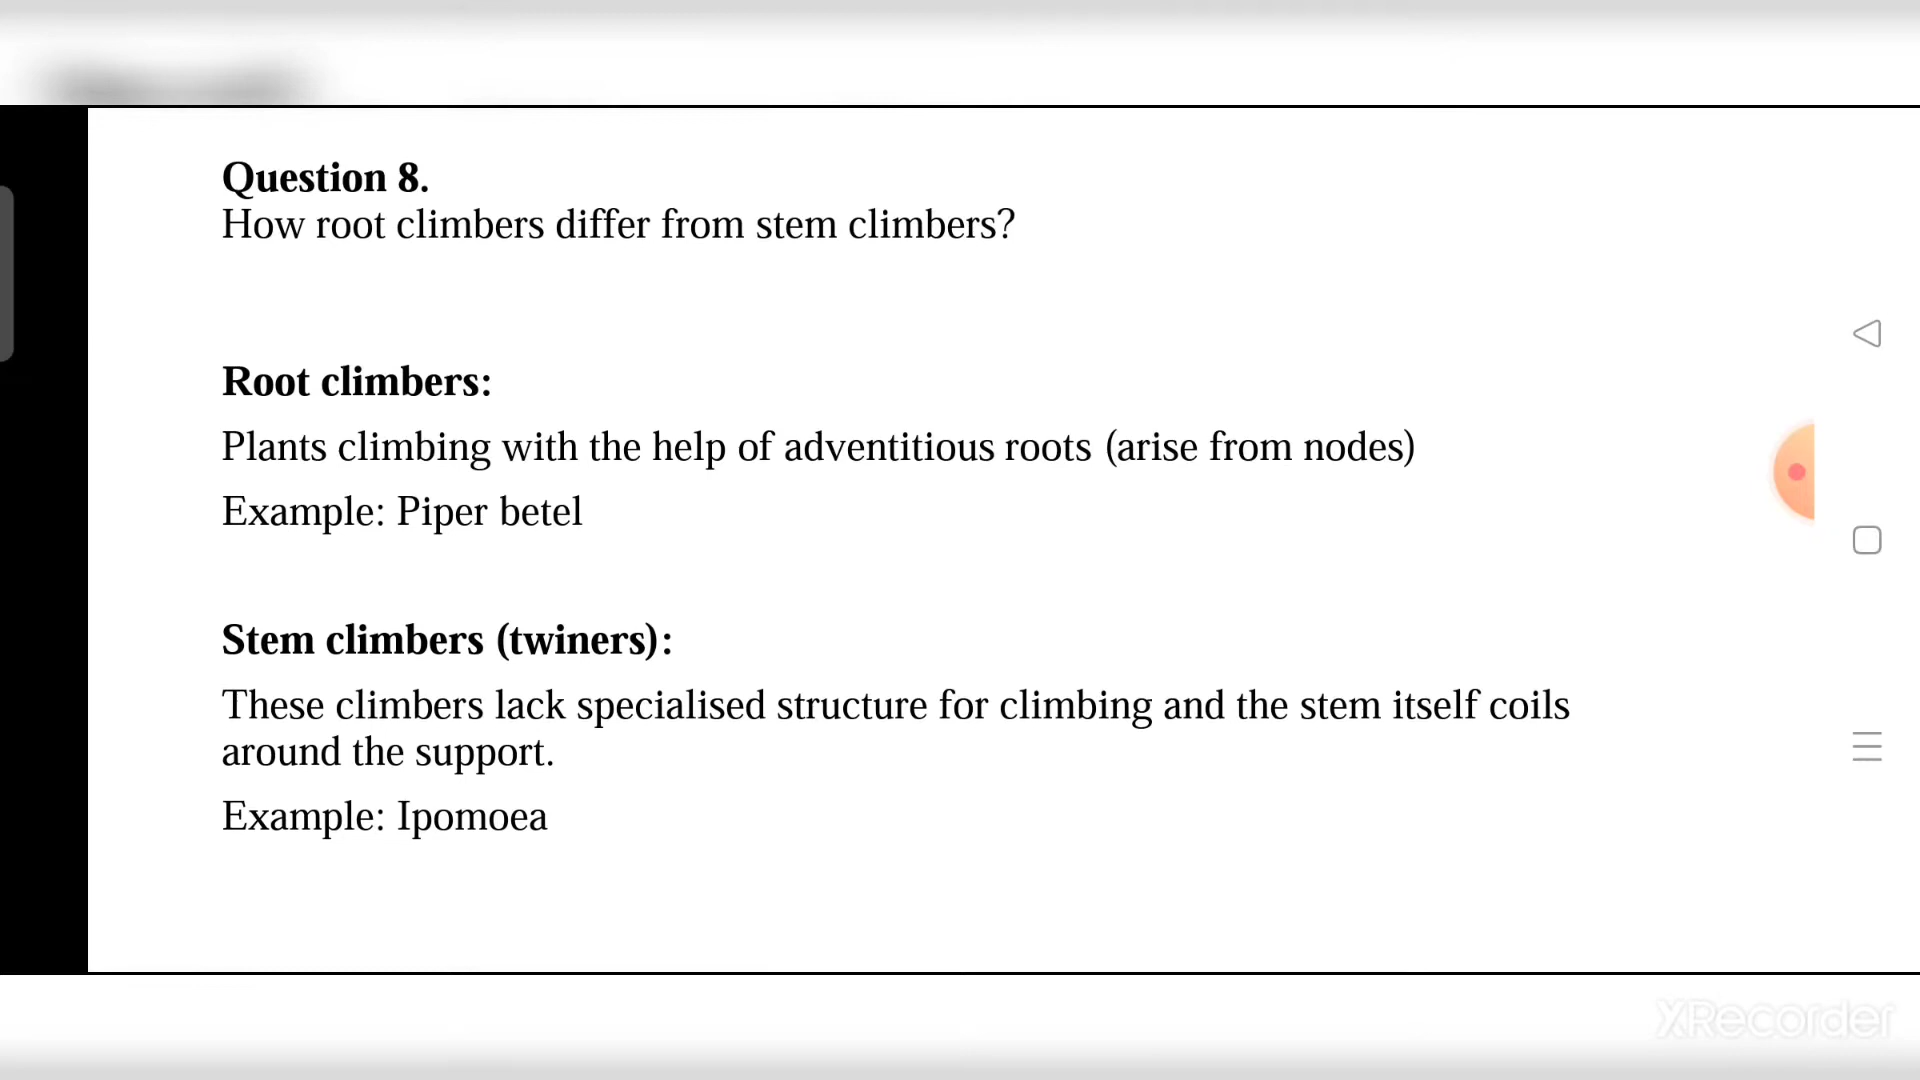 Question 8.
How root climbers differ from stem climbers?
Root climbers:
Plants climbing with the help of adventitious roots (arise from nodes)
Example: Piper betel
Stem climbers (twiners):
These climbers lack specialised structure for climbing and the stem itself coils
around the support.
Example: Ipomoea
XRecorder